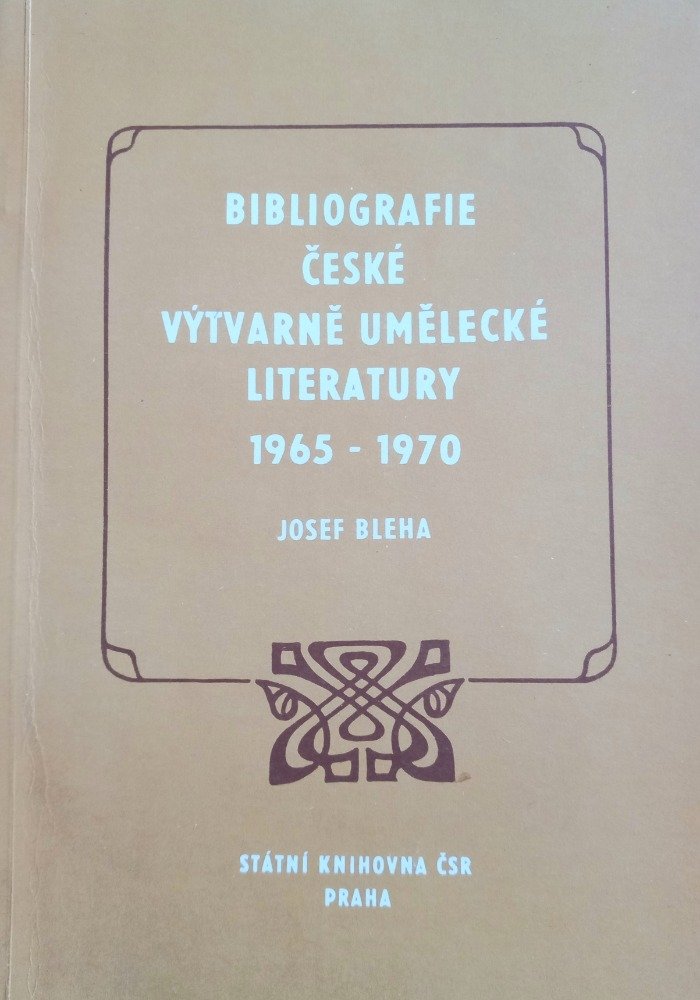 BIBLIOGRAFIE
ČESKÉ
VÝTVARNĚ UMĚLECKÉ
LITERATURY
1965 - 1970
JOSEF BLEHA
STÁTNÍ KNIHOVNA ČSR
PRAHA